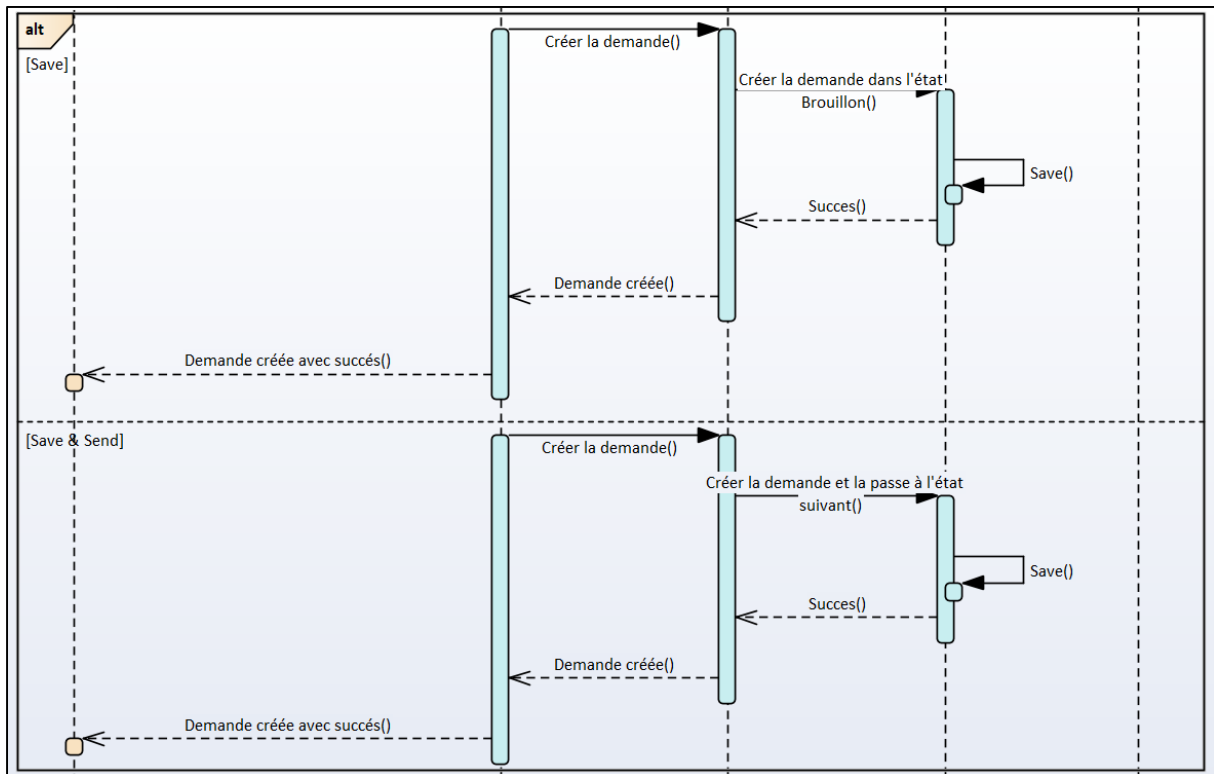 alt
[Save]
Créer la demande()
Créer la demande dans l'état
Brouillon()
Save()
Succes()
Demande créée()
Demande créée avec succés()
[Save & Send]
Créer la demande()
Créer la demande et la passe à l'état
suivant()
Save()
Succes()
Demande créée()
Demande créée avec succés()